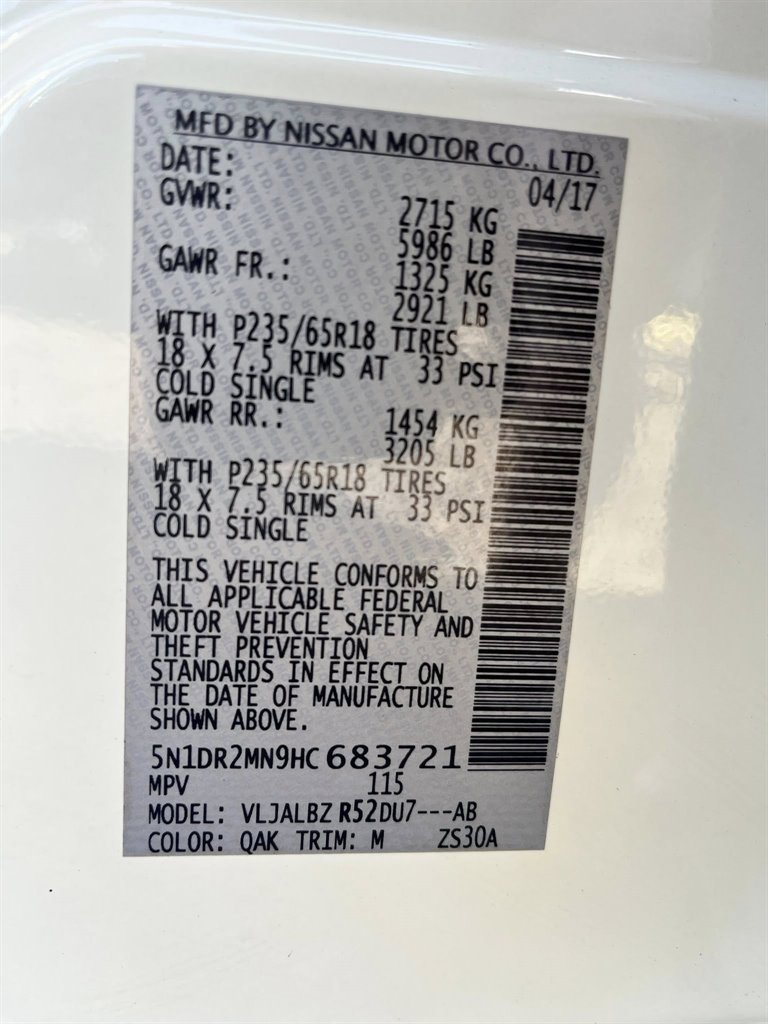 MFD BY NISSAN MOTOR CO., LTD.
DATE: 04/17
GVWR: 2715 KG
5986 LB
GAWR FR.: 1325 KG
2921 LB
WITH P235/65R18 TIRES
18 X 7.5 RIMS AT 33 PSI
COLD SINGLE
GAWR RR.: 1454 KG
3205 LB
WITH P235/65R18 TIRES
18 X 7.5 RIMS AT 33 PSI
COLD SINGLE
THIS VEHICLE CONFORMS TO
ALL APPLICABLE FEDERAL
MOTOR VEHICLE SAFETY AND
THEFT PREVENTION
STANDARDS IN EFFECT ON
THE DATE OF MANUFACTURE
SHOWN ABOVE.
5N1DR2MN9HC 683721
MPV 115
MODEL: VLJALBZ R52DU7---AB
COLOR: QAK TRIM: M ZS30A